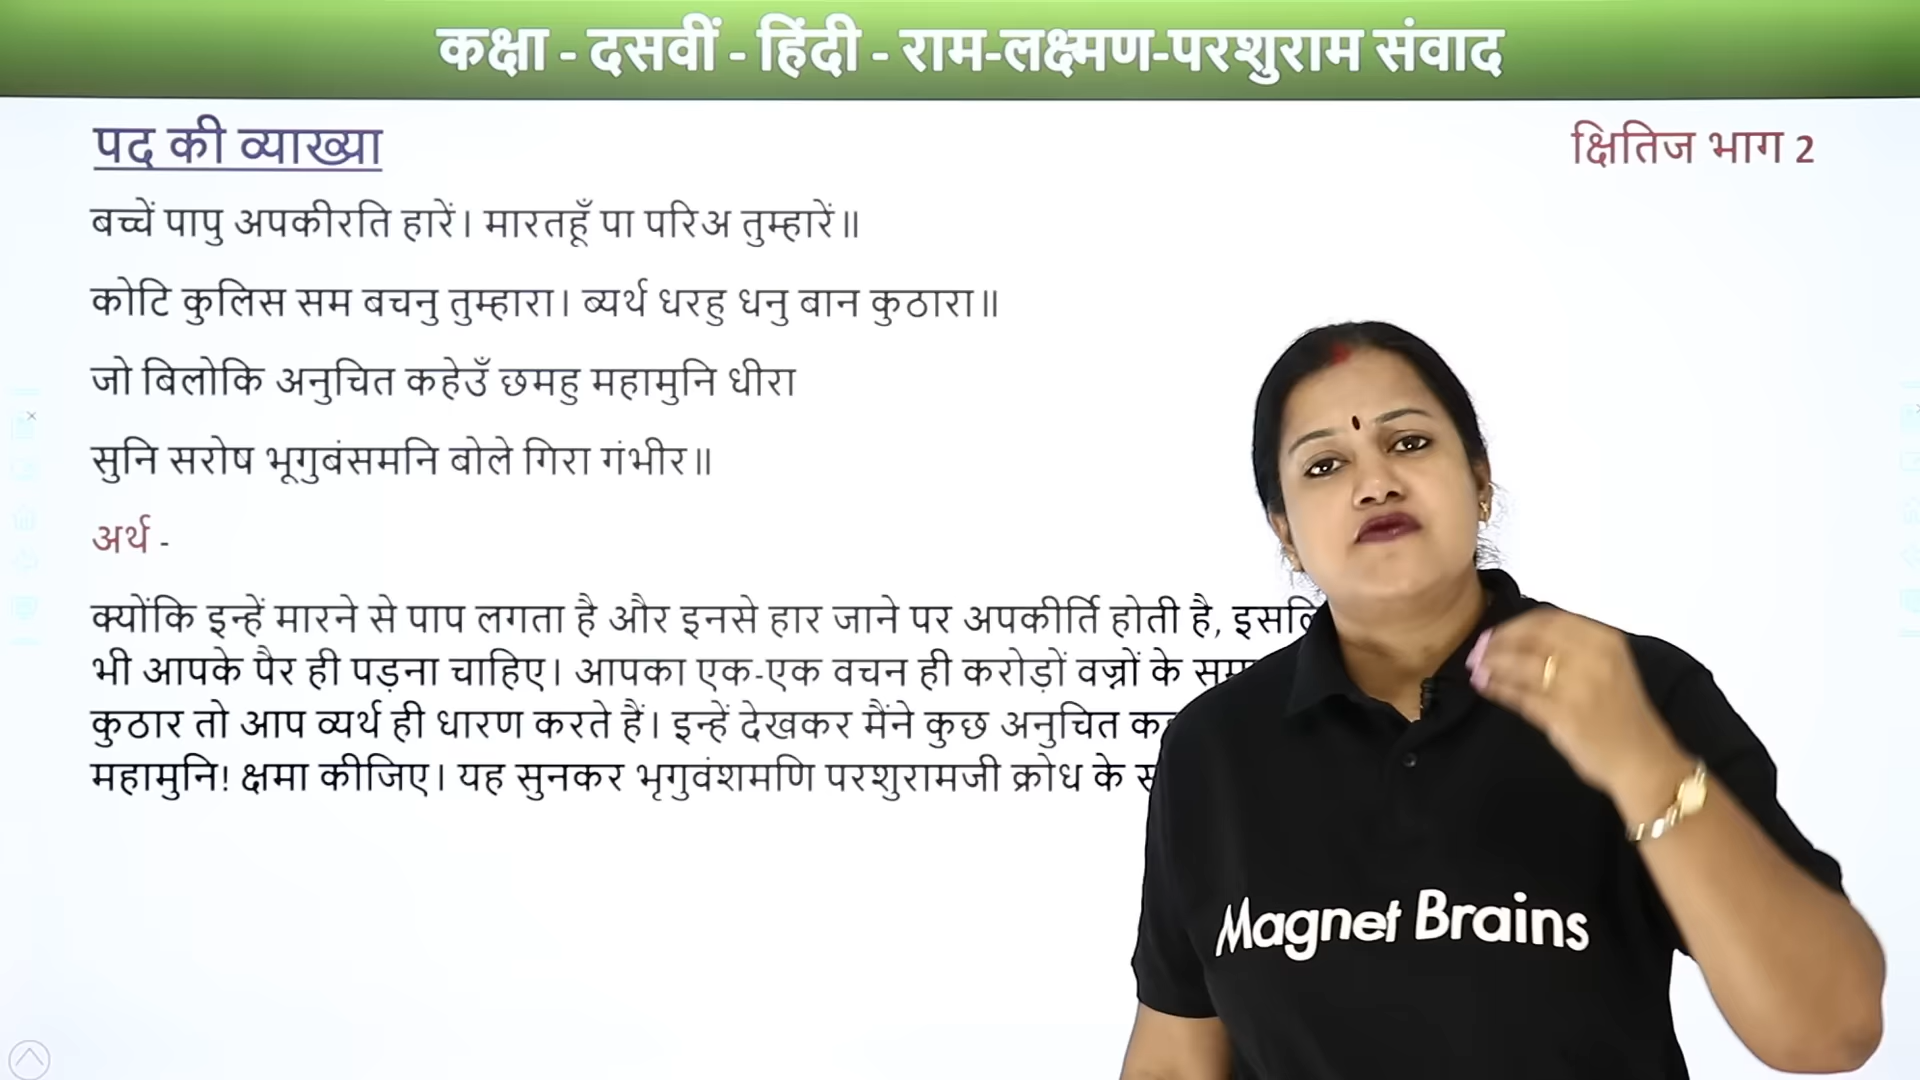 कक्षा - दसवीं - हिंदी - राम-लक्ष्मण-परशुराम संवाद
पद की व्याख्या
क्षितिज भाग 2
बच्चें पापु अपकीरति हारें। मारतहूँ पा परिअ तुम्हारें॥
कोटि कुलिस सम बचनु तुम्हारा। ब्यर्थ धरहु धनु बान कुठारा॥
जो बिलोकि अनुचित कहेउँ छमहु महामुनि धीरा
सुनि सरोष भूगुबंसमनि बोले गिरा गंभीर॥
अर्थ -
क्योंकि इन्हें मारने से पाप लगता है और इनसे हार जाने पर अपकीर्ति होती है,
भी आपके पैर ही पड़ना चाहिए। आपका एक-एक वचन ही करोड़ों वज्रों के
कुठार तो आप व्यर्थ ही धारण करते हैं। इन्हें देखकर मैंने कुछ अनुचित
महामुनि! क्षमा कीजिए। यह सुनकर भृगुवंशमणि परशुरामजी क्रोध के
Magnet Brains